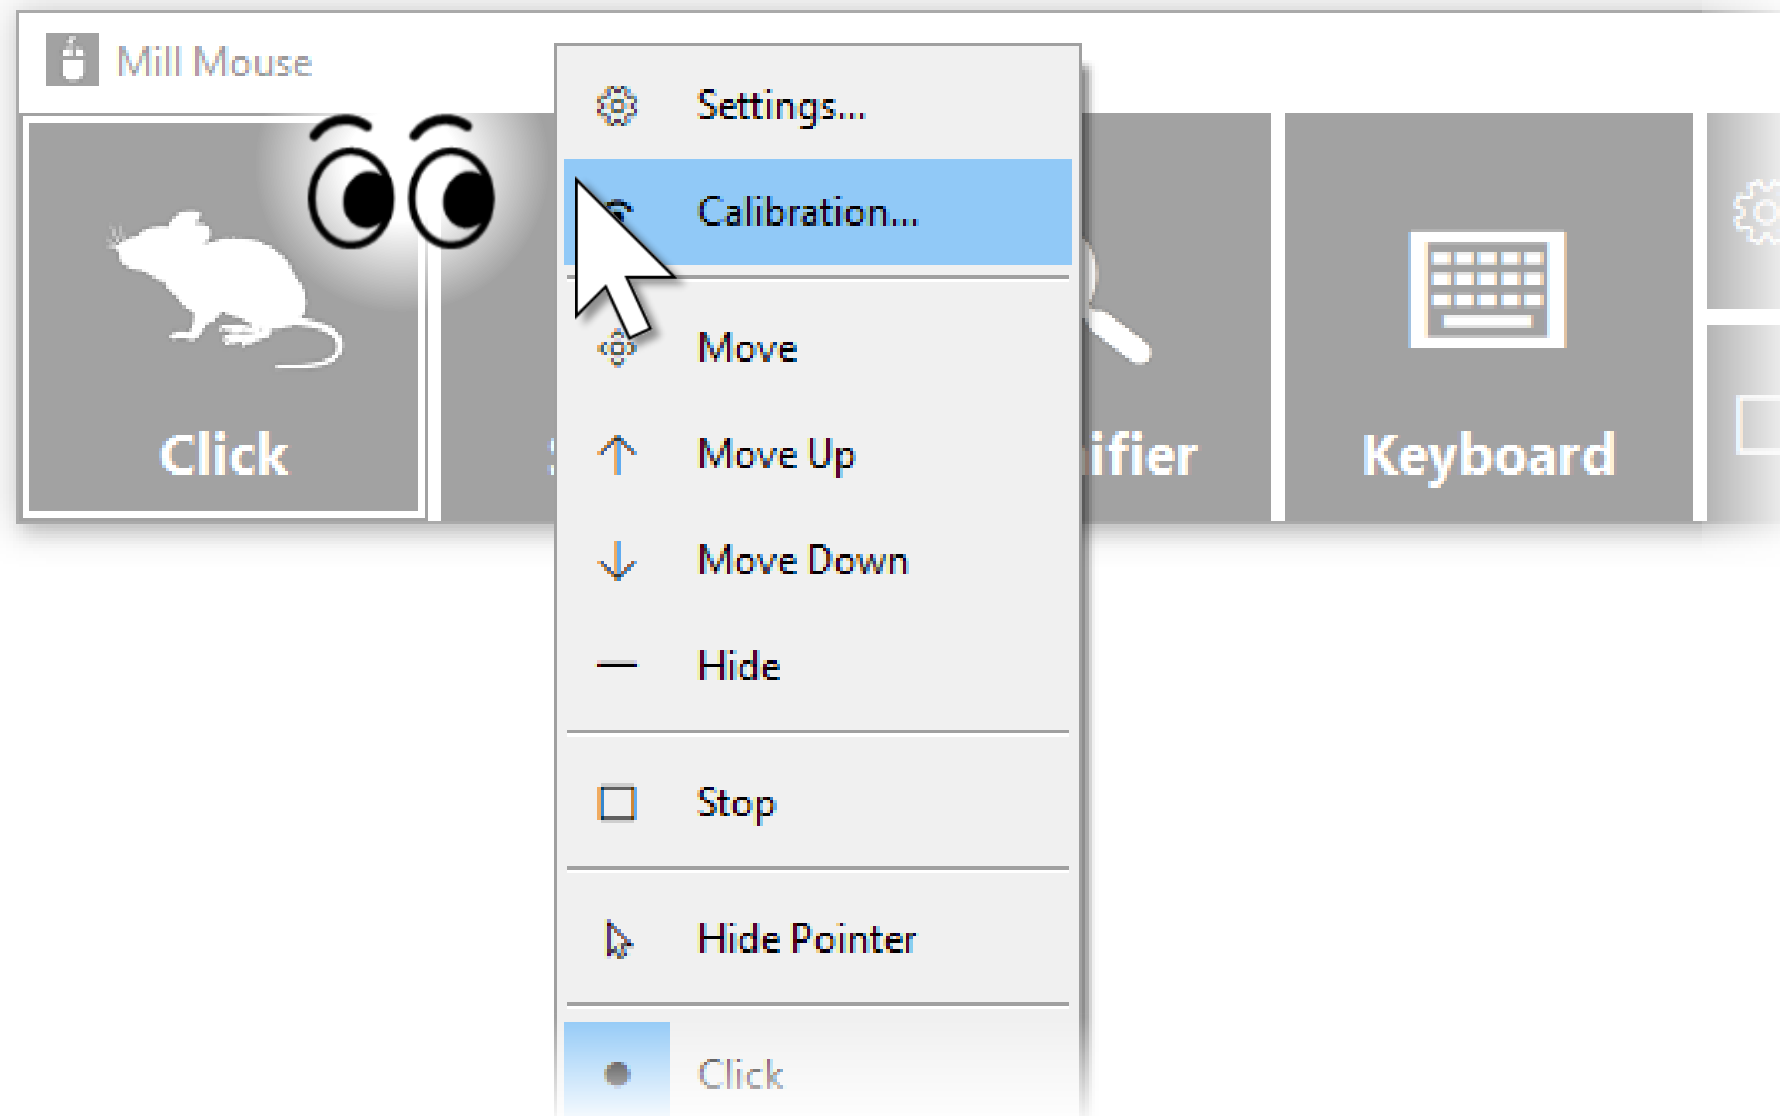 Mill Mouse
Settings...
Calibration...
Move
Move Up
Move Down
Hide
Stop
Hide Pointer
Click
Click
ifier
Keyboard